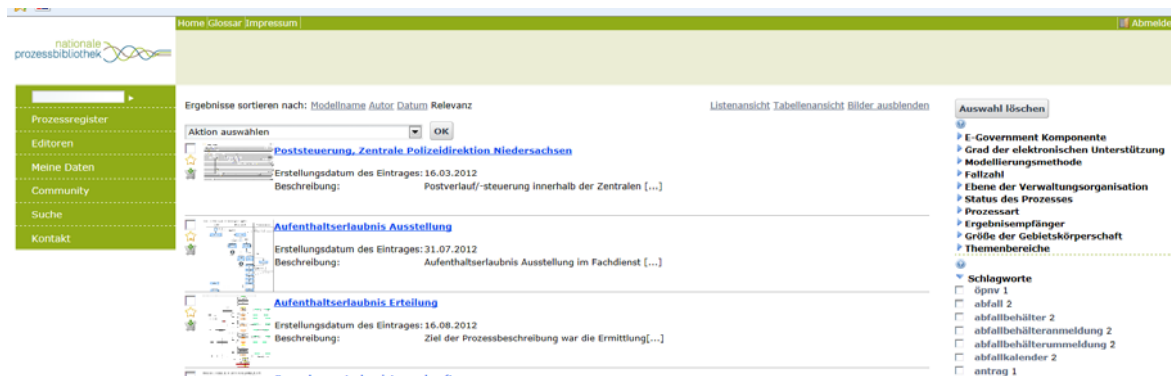 Home Glossar Impressum
Abmelde
nationale
prozessbibliothek
Prozessregister
Editoren
Meine Daten
Community
Suche
Kontakt
Ergebnisse sortieren nach: Modellname Autor Datum Relevanz
Listenansicht Tabellenansicht Bilder ausblenden
Aktion auswählen OK
Poststeuerung, Zentrale Polizeidirektion Niedersachsen
Erstellungsdatum des Eintrages: 16.03.2012
Beschreibung: Postverlauf/-steuerung innerhalb der Zentralen [...]
Aufenthaltserlaubnis Ausstellung
Erstellungsdatum des Eintrages: 31.07.2012
Beschreibung: Aufenthaltserlaubnis Ausstellung im Fachdienst [...]
Aufenthaltserlaubnis Erteilung
Erstellungsdatum des Eintrages: 16.08.2012
Beschreibung: Ziel der Prozessbeschreibung war die Ermittlung[...]
Auswahl löschen
E-Government Komponente
Grad der elektronischen Unterstützung
Modellierungsmethode
Fallzahl
Ebene der Verwaltungsorganisation
Status des Prozesses
Prozessart
Ergebnisempfänger
Größe der Gebietskörperschaft
Themenbereiche
Schlagworte
öpnv 1
abfall 2
abfallbehälter 2
abfallbehälteranmeldung 2
abfallbehälterummeldung 2
abfallkalender 2
antrag 1